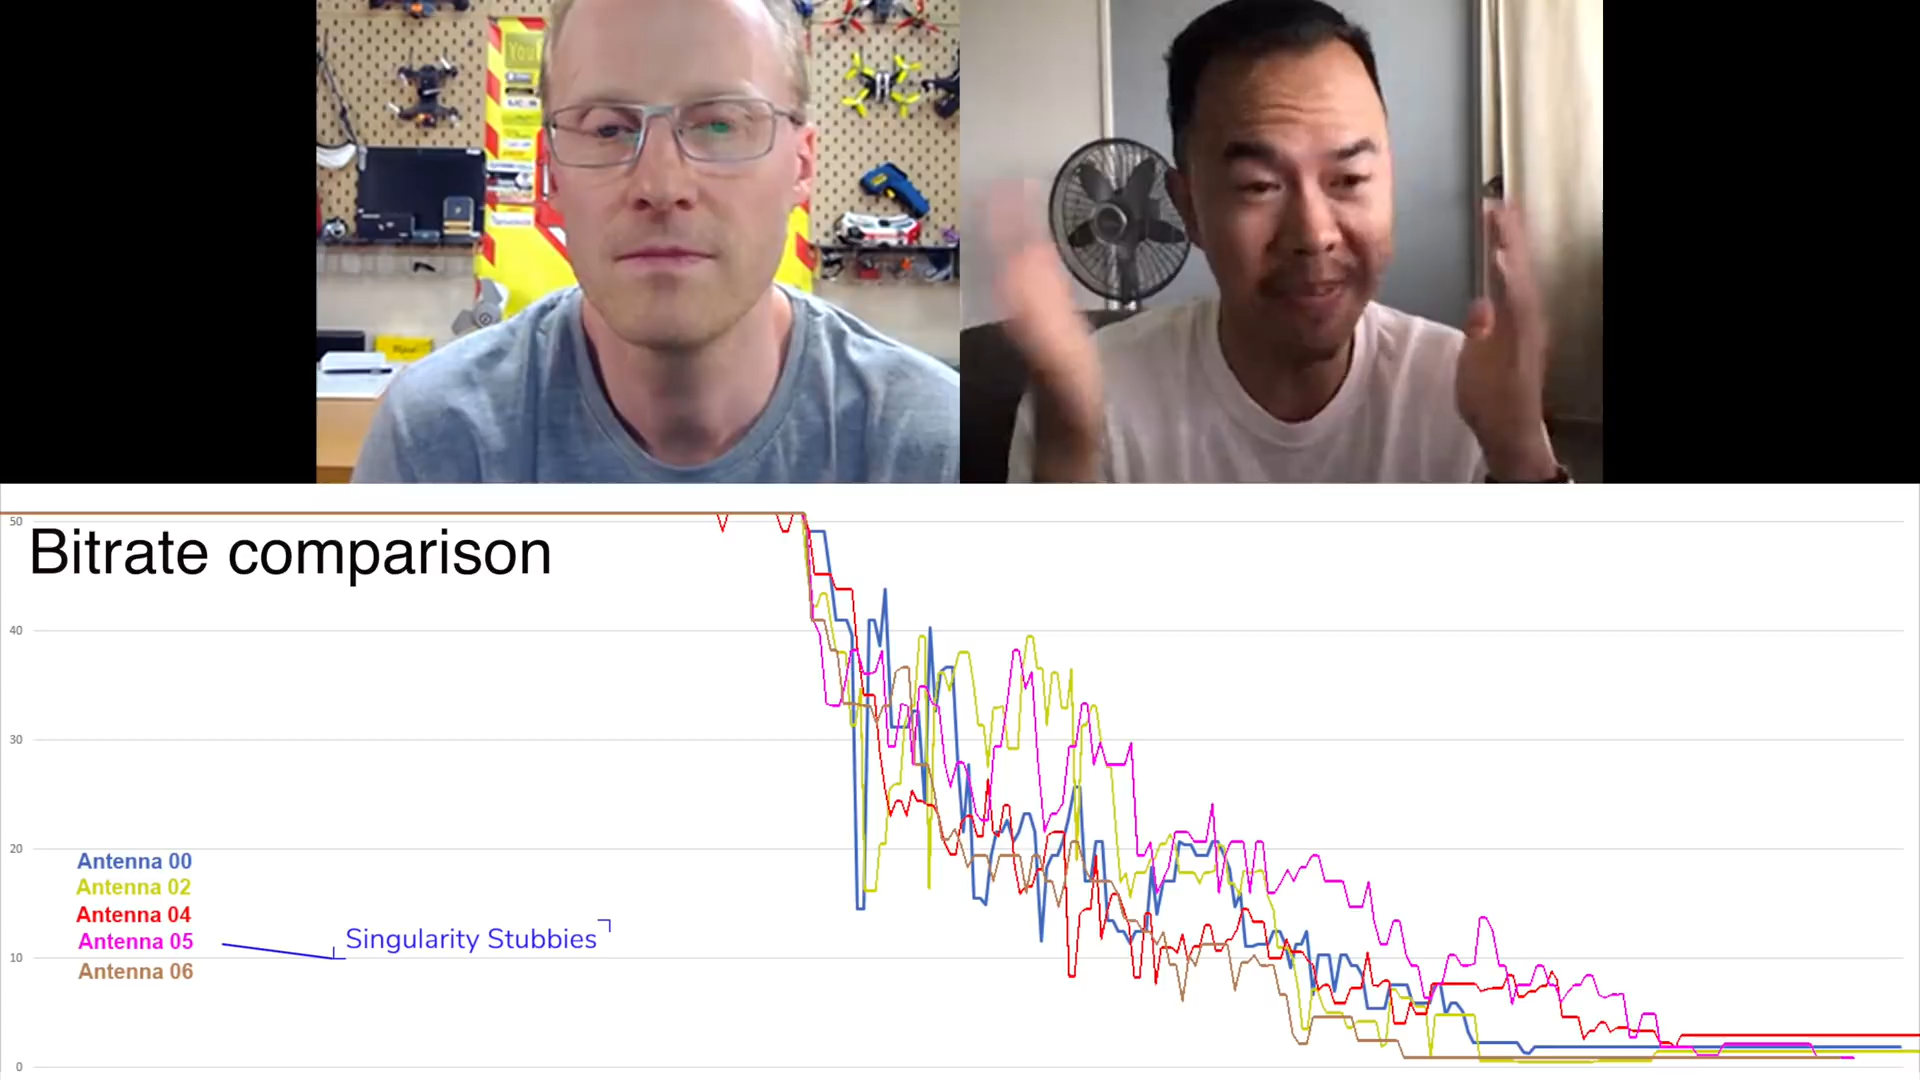 You
50
Bitrate comparison
40
30
20
Antenna 00
Antenna 02
Antenna 04
Antenna 05
Singularity Stubbies
10
Antenna 06
0